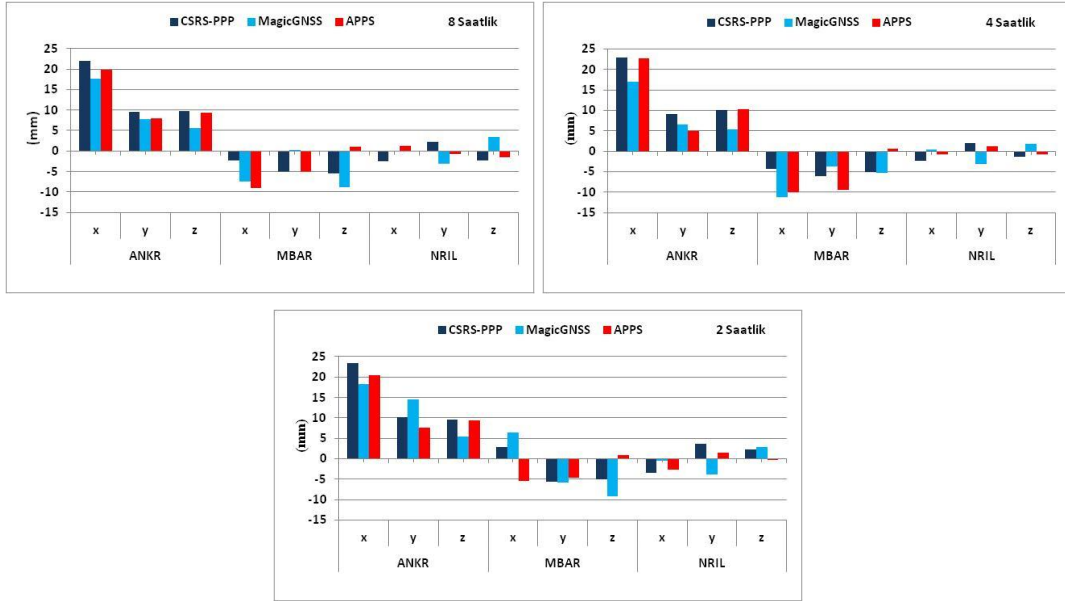 CSRS-PPP MagicGNSS APPS 8 Saatlik
25
20
15
10
5
0
-5
-10
-15
(mm)
x y z x y z x y z
ANKR MBAR NRIL
CSRS-PPP MagicGNSS APPS 4 Saatlik
25
20
15
10
5
0
-5
-10
-15
(mm)
x y z x y z x y z
ANKR MBAR NRIL
CSRS-PPP MagicGNSS APPS 2 Saatlik
25
20
15
10
5
0
-5
-10
-15
(mm)
x y z x y z x y z
ANKR MBAR NRIL